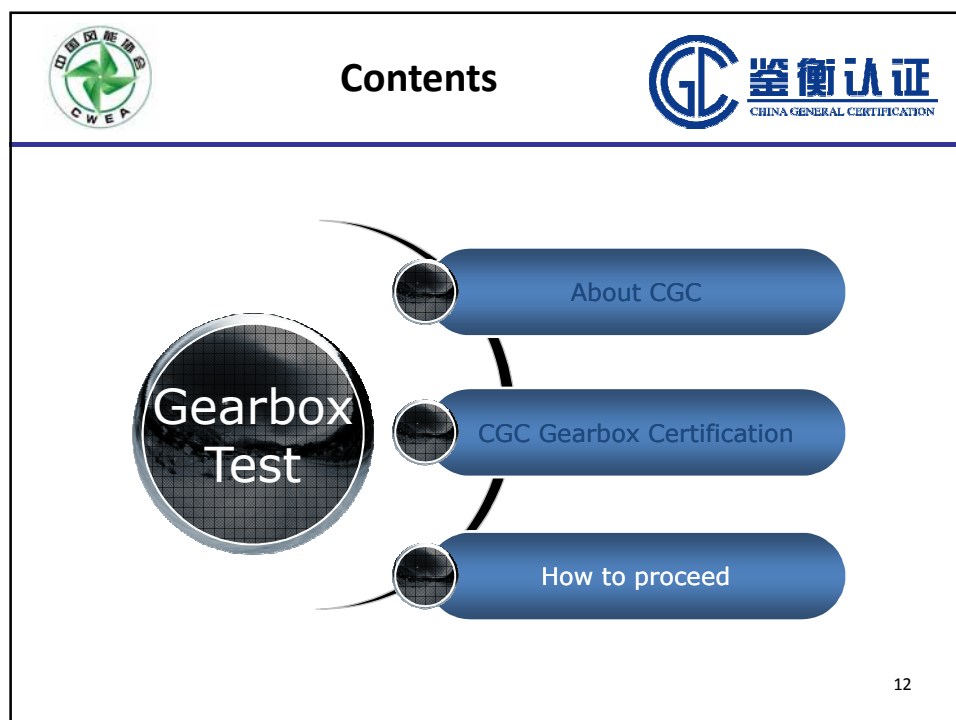 中国风能协会
CWEA
Contents
鉴衡认证
CHINA GENERAL CERTIFICATION
About CGC
Gearbox
Test
CGC Gearbox Certification
How to proceed
12